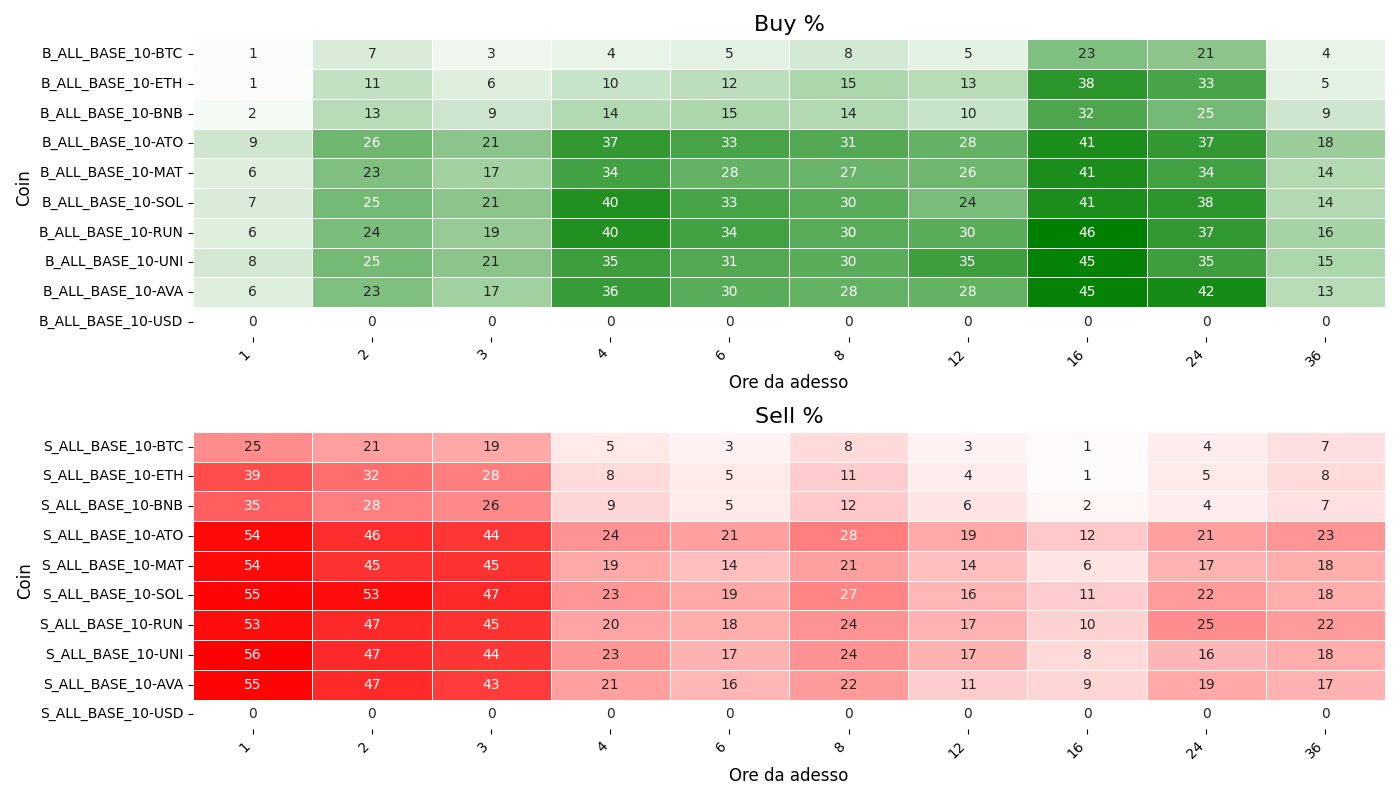 Buy %
Coin
B_ALL_BASE_10-BTC 1 7 3 4 5 8 5 23 21 4
B_ALL_BASE_10-ETH 1 11 6 10 12 15 13 38 33 5
B_ALL_BASE_10-BNB 2 13 9 14 15 14 10 32 25 9
B_ALL_BASE_10-ATO 9 26 21 37 33 31 28 41 37 18
B_ALL_BASE_10-MAT 6 23 17 34 28 27 26 41 34 14
B_ALL_BASE_10-SOL 7 25 21 40 33 30 24 41 38 14
B_ALL_BASE_10-RUN 6 24 19 40 34 30 30 46 37 16
B_ALL_BASE_10-UNI 8 25 21 35 31 30 35 45 35 15
B_ALL_BASE_10-AVA 6 23 17 36 30 28 28 45 42 13
B_ALL_BASE_10-USD 0 0 0 0 0 0 0 0 0 0
1 2 3 4 6 8 12 16 24 36
Ore da adesso
Sell %
Coin
S_ALL_BASE_10-BTC 25 21 19 5 3 8 3 1 4 7
S_ALL_BASE_10-ETH 39 32 28 8 5 11 4 1 5 8
S_ALL_BASE_10-BNB 35 28 26 9 5 12 6 2 4 7
S_ALL_BASE_10-ATO 54 46 44 24 21 28 19 12 21 23
S_ALL_BASE_10-MAT 54 45 45 19 14 21 14 6 17 18
S_ALL_BASE_10-SOL 55 53 47 23 19 27 16 11 22 18
S_ALL_BASE_10-RUN 53 47 45 20 18 24 17 10 25 22
S_ALL_BASE_10-UNI 56 47 44 23 17 24 17 8 16 18
S_ALL_BASE_10-AVA 55 47 43 21 16 22 11 9 19 17
S_ALL_BASE_10-USD 0 0 0 0 0 0 0 0 0 0
1 2 3 4 6 8 12 16 24 36
Ore da adesso